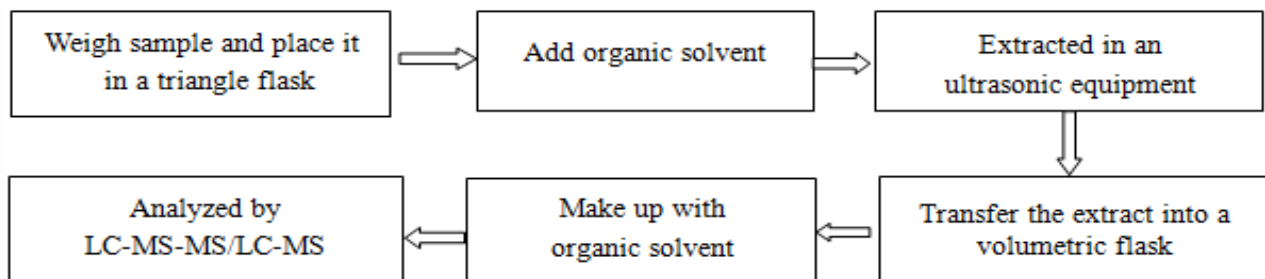 Weigh sample and place it
in a triangle flask
Add organic solvent
Extracted in an
ultrasonic equipment
Transfer the extract into a
volumetric flask
Make up with
organic solvent
Analyzed by
LC-MS-MS/LC-MS